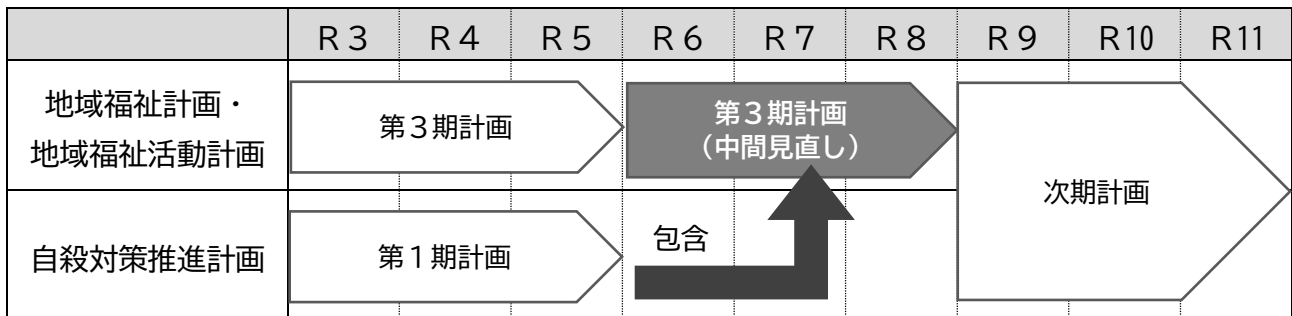 R3 R4 R5 R6 R7 R8 R9 R10 R11
地域福祉計画・
地域福祉活動計画
第3期計画
第3期計画
（中間見直し）
次期計画
自殺対策推進計画
第1期計画
包含